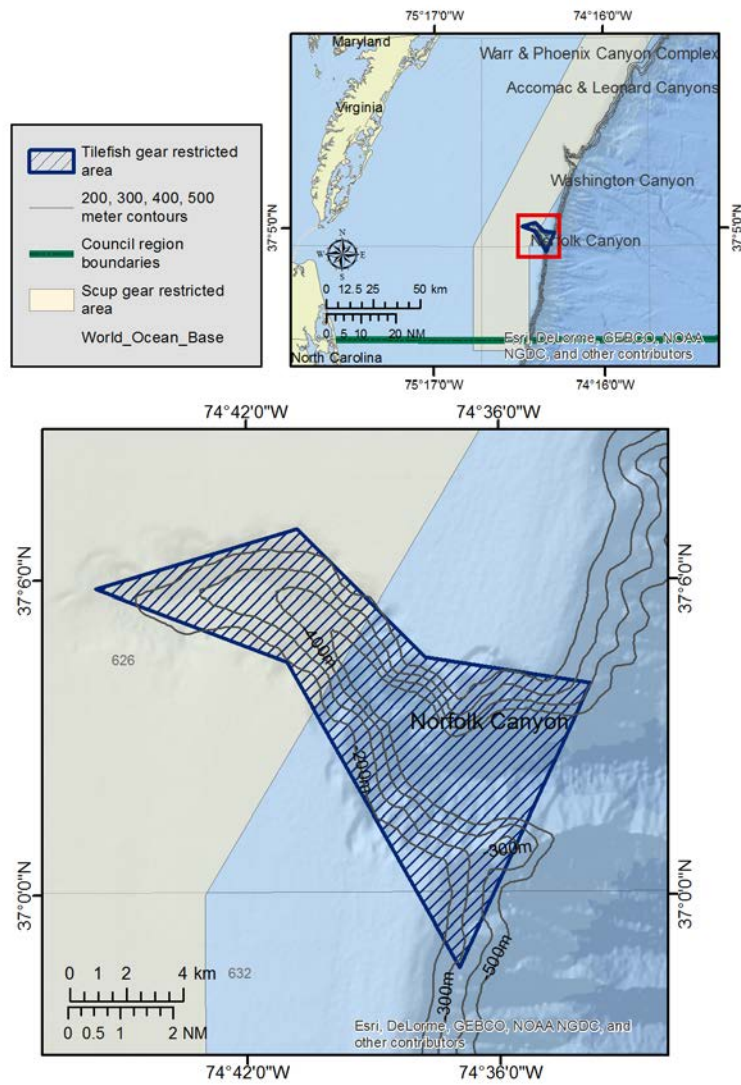 75°17'0"W 74°16'0"W
Maryland
Virginia
Warr & Phoenix Canyon Complex
Accomac & Leonard Canyons
Washington Canyon
Norfolk Canyon
37°5'0"N
37°5'0"N
N
W E
S
0 12.5 25 50 km
0 5 10 20 NM
North Carolina
Esri, DeLorme, GEBCO, NOAA
NGDC, and other contributors
75°17'0"W 74°16'0"W
Tilefish gear restricted
area
200, 300, 400, 500
meter contours
Council region
boundaries
Scup gear restricted
area
World_Ocean_Base
74°42'0"W 74°36'0"W
37°6'0"N
37°6'0"N
626
-400m
Norfolk Canyon
-200m
-300m
37°0'0"N
37°0'0"N
632
-300m
-500m
0 1 2 4 km
0 0.5 1 2 NM
Esri, DeLorme, GEBCO, NOAA NGDC, and
other contributors
74°42'0"W 74°36'0"W